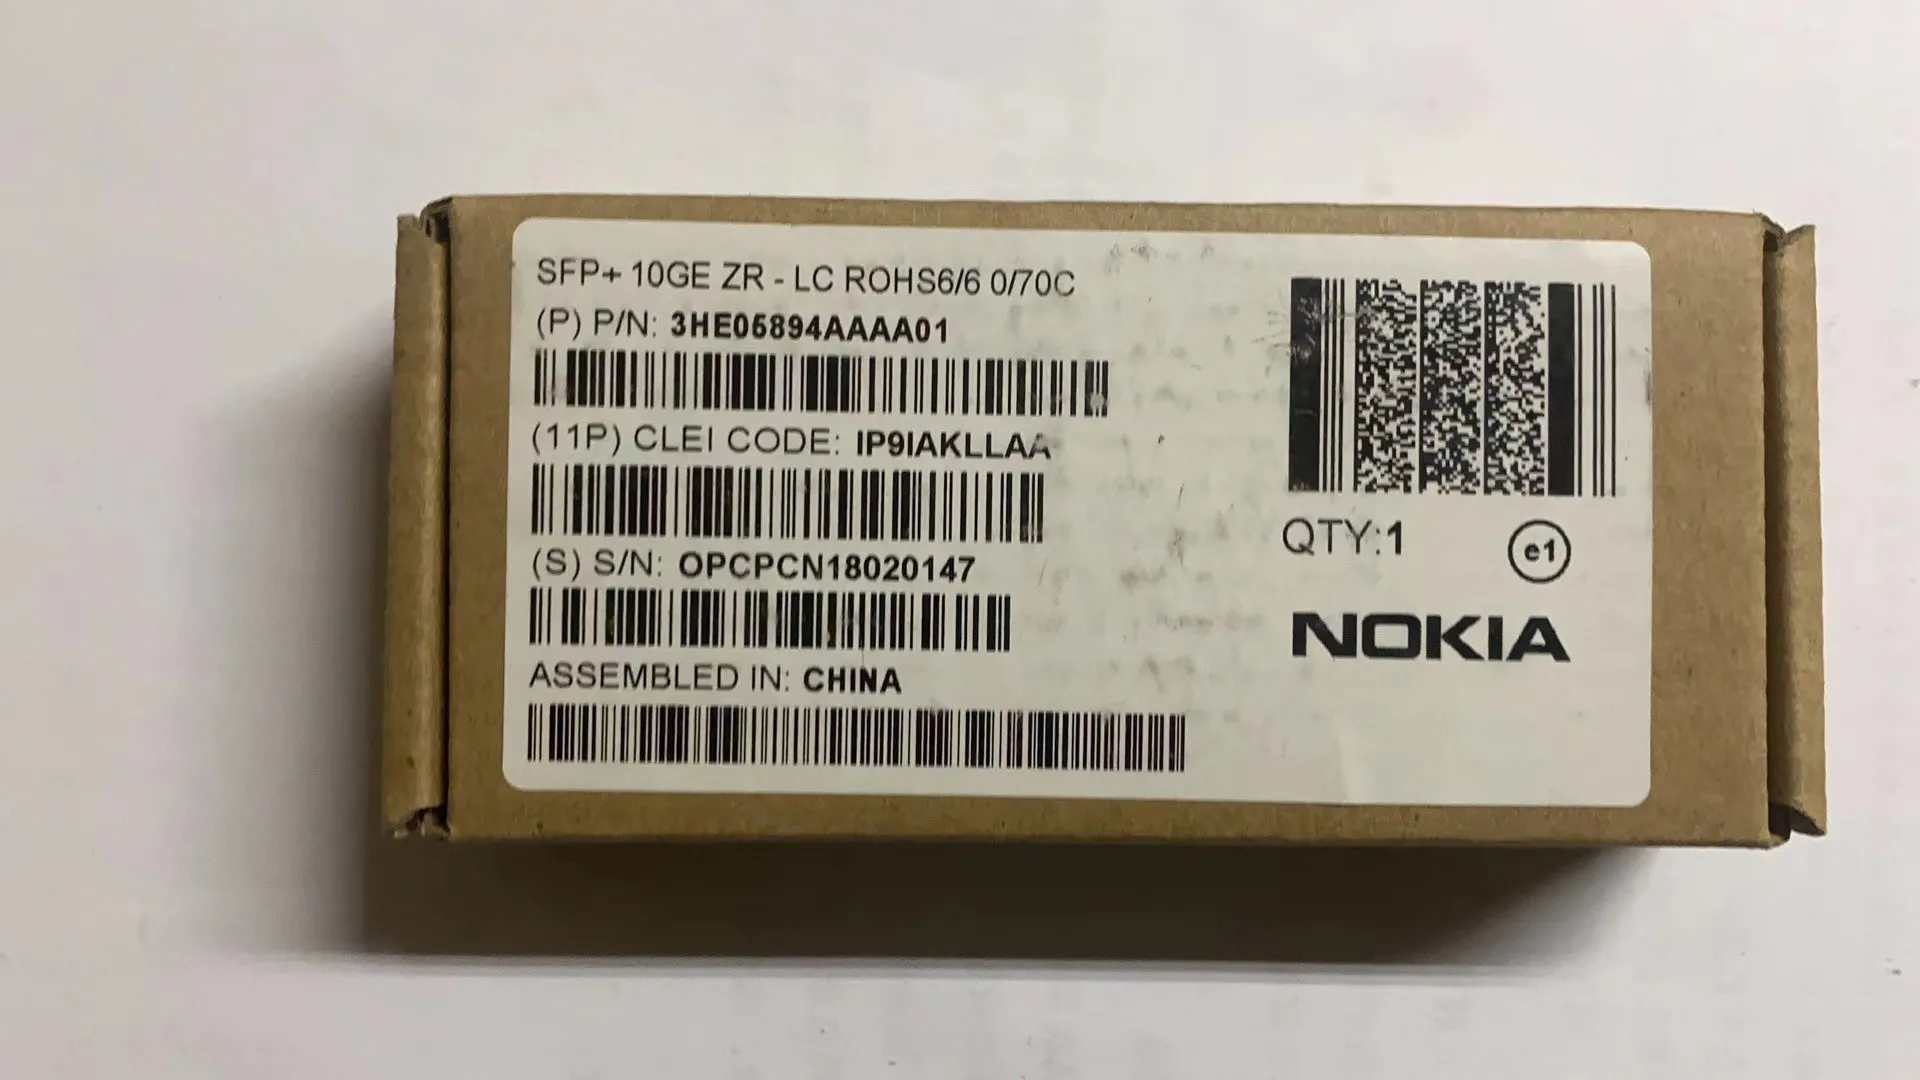 SFP+ 10GE ZR - LC ROHS6/6 0/70C
(P) P/N: 3HE05894AAAA01
(11P) CLEI CODE: IP9IAKLLAA
(S) S/N: OPCPCN18020147
ASSEMBLED IN: CHINA
QTY:1
e1
NOKIA